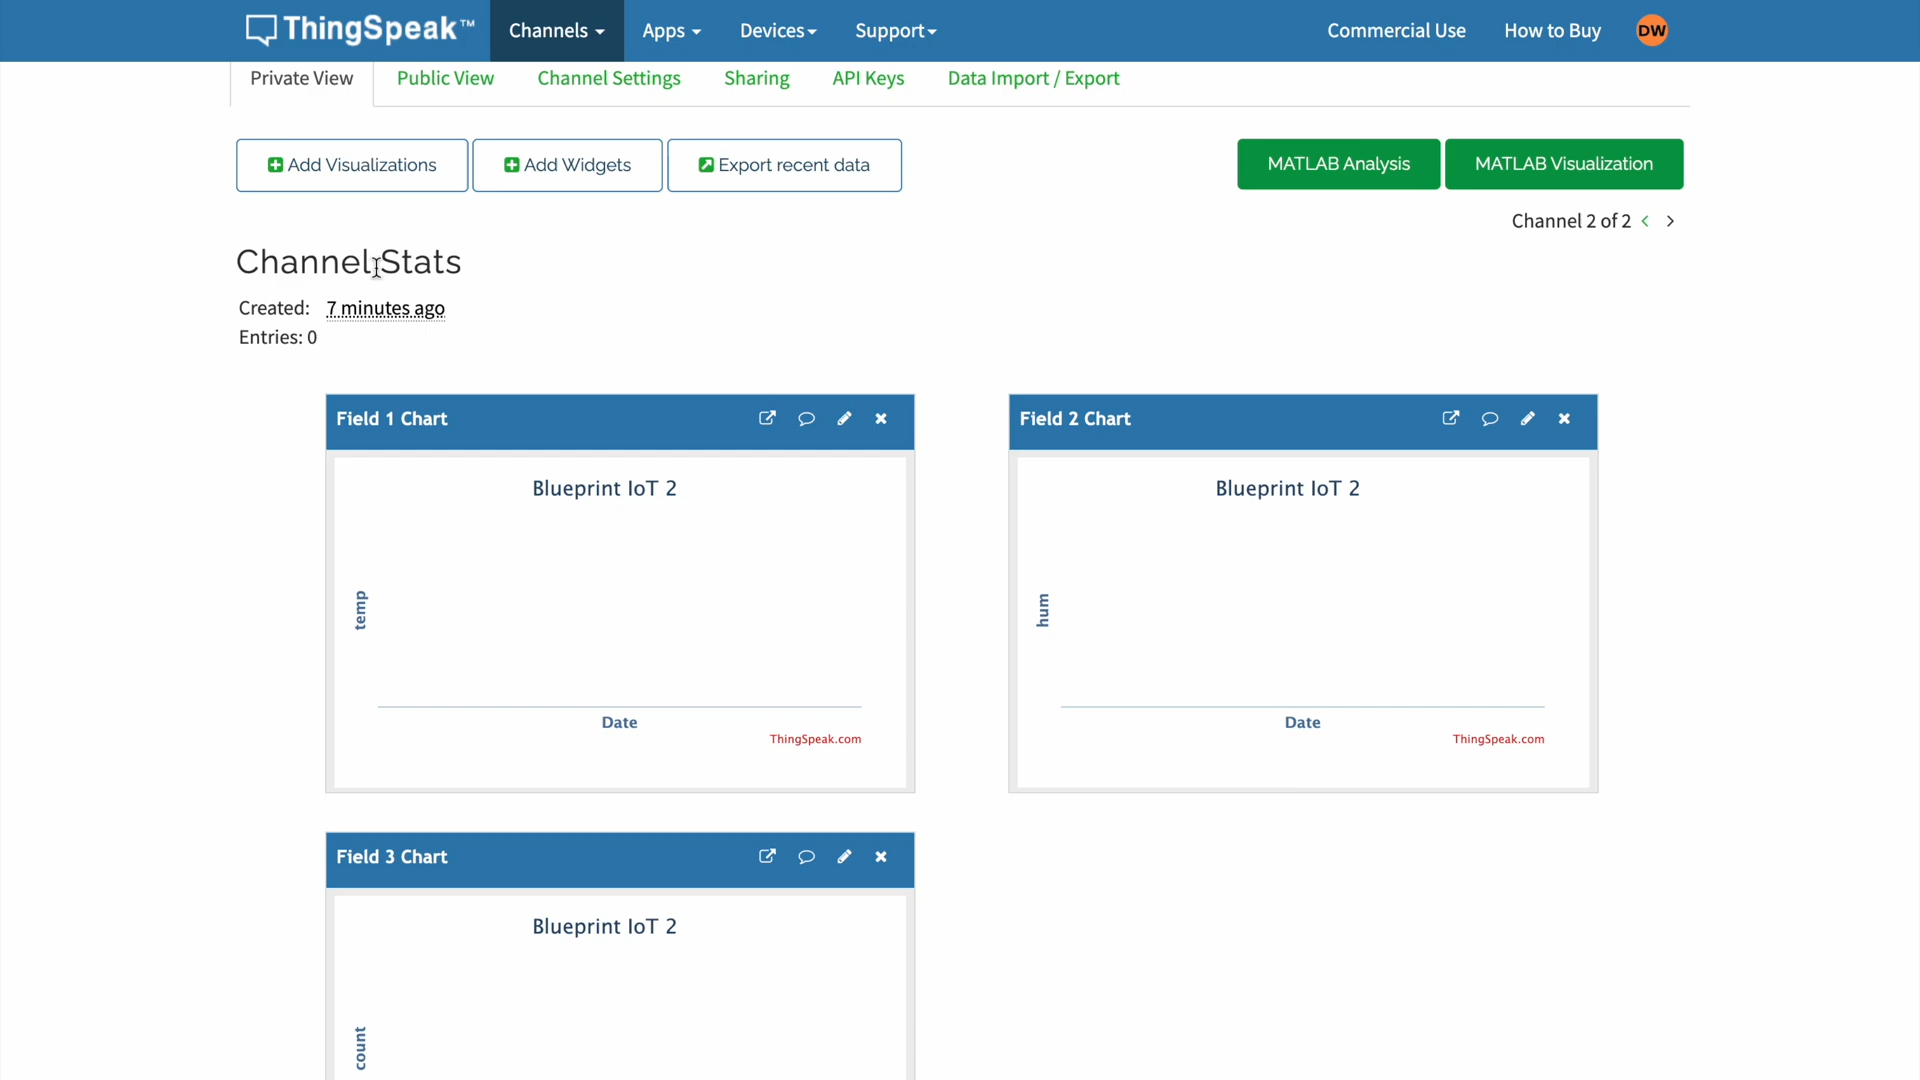 ThingSpeak™ Channels Apps Devices Support Commercial Use How to Buy DW
Private View Public View Channel Settings Sharing API Keys Data Import / Export
Add Visualizations Add Widgets Export recent data MATLAB Analysis MATLAB Visualization
Channel 2 of 2 < >
Channel Stats
Created: 7 minutes ago
Entries: 0
Field 1 Chart
Blueprint IoT 2
temp
Date
ThingSpeak.com
Field 2 Chart
Blueprint IoT 2
hum
Date
ThingSpeak.com
Field 3 Chart
Blueprint IoT 2
count